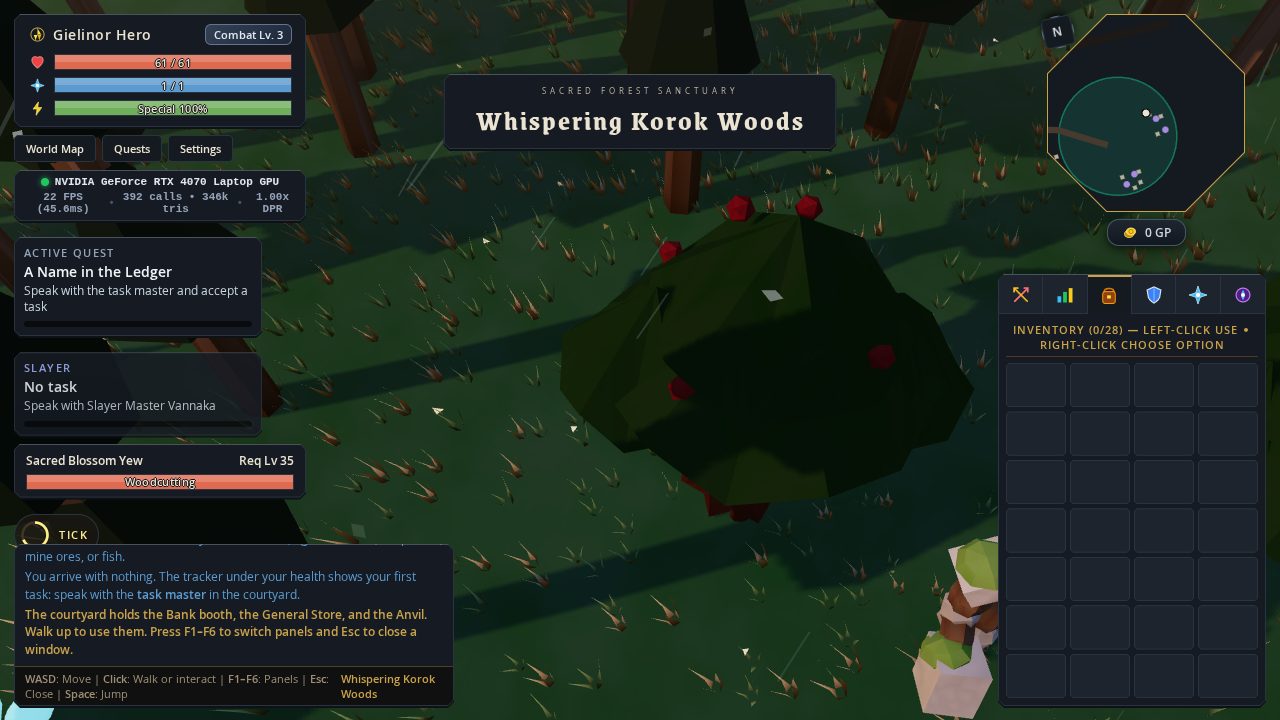 Gielinor Hero
Combat Lv. 3
61 / 61
1 / 1
Special 100%
World Map
Quests
Settings
NVIDIA GeForce RTX 4070 Laptop GPU
22 FPS (45.6ms) • 392 calls • 346k tris • 1.00x DPR
ACTIVE QUEST
A Name in the Ledger
Speak with the task master and accept a
task
SLAYER
No task
Speak with Slayer Master Vannaka
Sacred Blossom Yew
Req Lv 35
Woodcutting
TICK
mine ores, or fish.
You arrive with nothing. The tracker under your health shows your first
task: speak with the task master in the courtyard.
The courtyard holds the Bank booth, the General Store, and the Anvil.
Walk up to use them. Press F1–F6 to switch panels and Esc to close a
window.
WASD: Move | Click: Walk or interact | F1–F6: Panels | Esc:
Close | Space: Jump
Whispering Korok
Woods
SACRED FOREST SANCTUARY
Whispering Korok Woods
N
0 GP
INVENTORY (0/28) — LEFT-CLICK USE •
RIGHT-CLICK CHOOSE OPTION